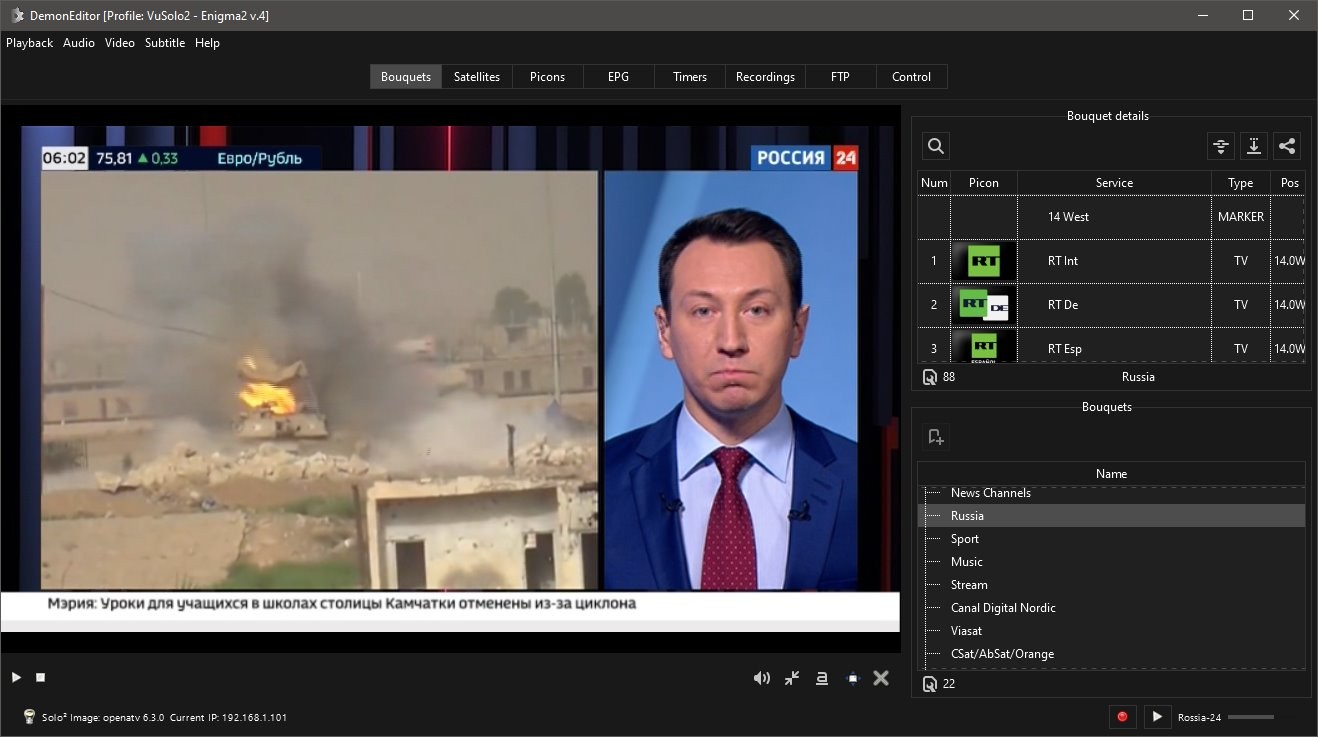 DemonEditor [Profile: VuSolo2 - Enigma2 v.4]
Playback Audio Video Subtitle Help
Bouquets Satellites Picons EPG Timers Recordings FTP Control
06:02 75,81 ▲ 0,33 Евро/Рубль РОССИЯ 24
Мэрия: Уроки для учащихся в школах столицы Камчатки отменены из-за циклона
a
Bouquet details
Num Picon Service Type Pos
14 West MARKER
1 RT RT Int TV 14.0W
2 RT DE RT De TV 14.0W
3 RT ESPAÑOL RT Esp TV 14.0W
88 Russia
Bouquets
Name
News Channels
Russia
Sport
Music
Stream
Canal Digital Nordic
Viasat
CSat/AbSat/Orange
22
Solo² Image: openatv 6.3.0 Current IP: 192.168.1.101
Rossia-24